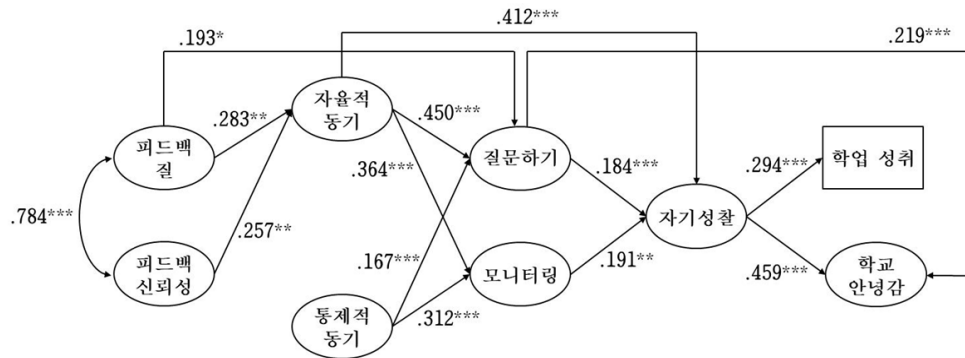 .412***
.193*
.219***
자율적
동기
.283**
.450***
피드백
질
질문하기
학업 성취
.364***
.184***
.294***
.784***
자기성찰
.257**
피드백
신뢰성
.167***
모니터링
.191**
.459***
학교
안녕감
통제적
동기
.312***